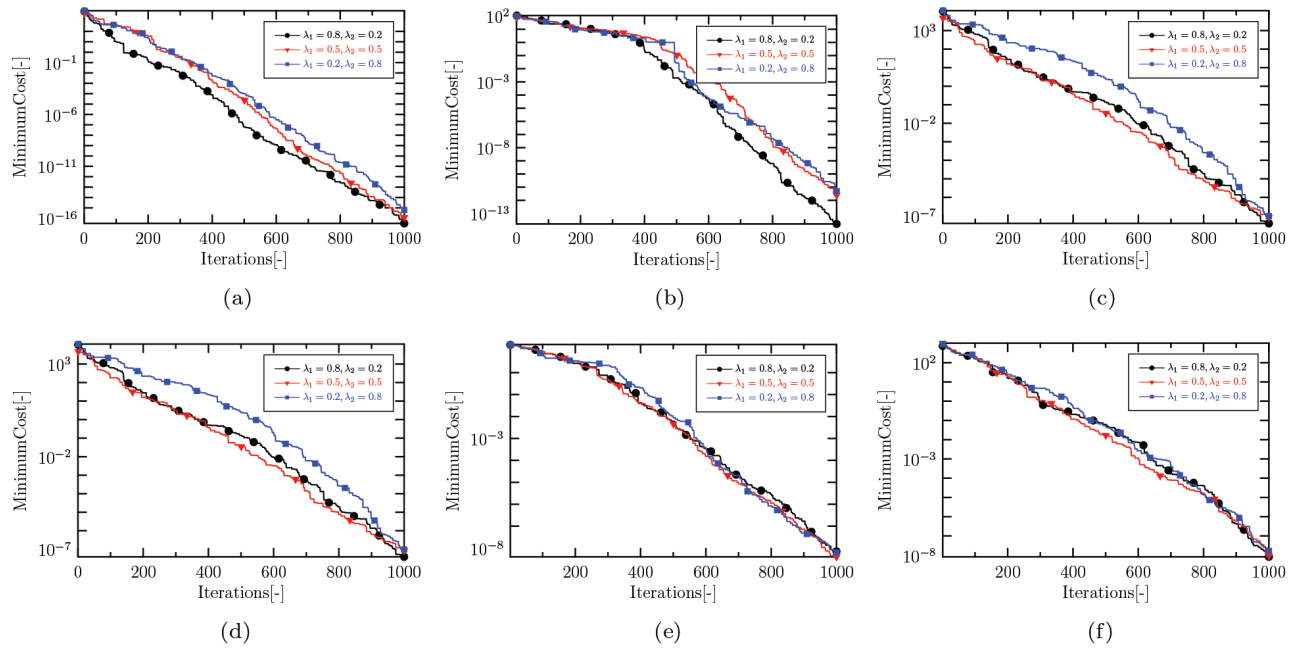 MinimumCost[-]
10^{-1}
10^{-6}
10^{-11}
10^{-16}
λ₁ = 0.8, λ₂ = 0.2
λ₁ = 0.5, λ₂ = 0.5
λ₁ = 0.2, λ₂ = 0.8
0 200 400 600 800 1000
Iterations[-]
(a)
MinimumCost[-]
10^{2}
10^{-3}
10^{-8}
10^{-13}
λ₁ = 0.8, λ₂ = 0.2
λ₁ = 0.5, λ₂ = 0.5
λ₁ = 0.2, λ₂ = 0.8
0 200 400 600 800 1000
Iterations[-]
(b)
MinimumCost[-]
10^{3}
10^{-2}
10^{-7}
λ₁ = 0.8, λ₂ = 0.2
λ₁ = 0.5, λ₂ = 0.5
λ₁ = 0.2, λ₂ = 0.8
0 200 400 600 800 1000
Iterations[-]
(c)
MinimumCost[-]
10^{3}
10^{-2}
10^{-7}
λ₁ = 0.8, λ₂ = 0.2
λ₁ = 0.5, λ₂ = 0.5
λ₁ = 0.2, λ₂ = 0.8
0 200 400 600 800 1000
Iterations[-]
(d)
MinimumCost[-]
10^{-3}
10^{-8}
λ₁ = 0.8, λ₂ = 0.2
λ₁ = 0.5, λ₂ = 0.5
λ₁ = 0.2, λ₂ = 0.8
200 400 600 800 1000
Iterations[-]
(e)
MinimumCost[-]
10^{2}
10^{-3}
10^{-8}
λ₁ = 0.8, λ₂ = 0.2
λ₁ = 0.5, λ₂ = 0.5
λ₁ = 0.2, λ₂ = 0.8
0 200 400 600 800 1000
Iterations[-]
(f)